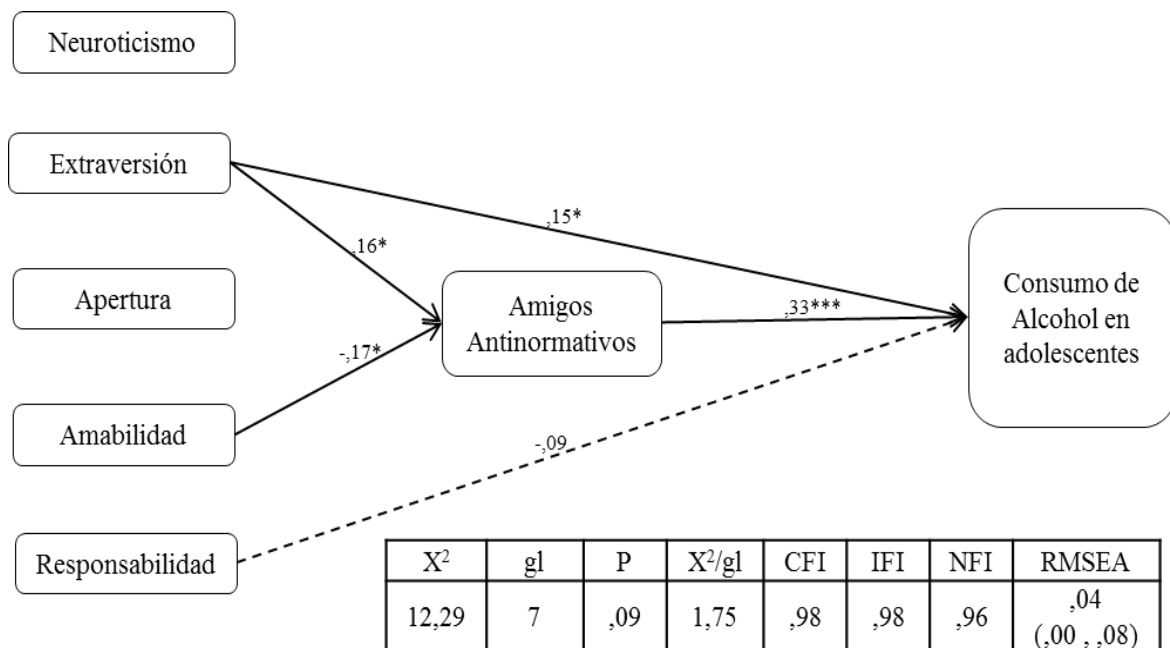 Neuroticismo
Extraversión
,15*
,16*
Apertura
Amigos
Antinormativos
,33***
Consumo de
Alcohol en
adolescentes
-,17*
Amabilidad
-,09
Responsabilidad
X² gl P X²/gl CFI IFI NFI RMSEA
12,29 7 ,09 1,75 ,98 ,98 ,96 ,04
(,00 , ,08)